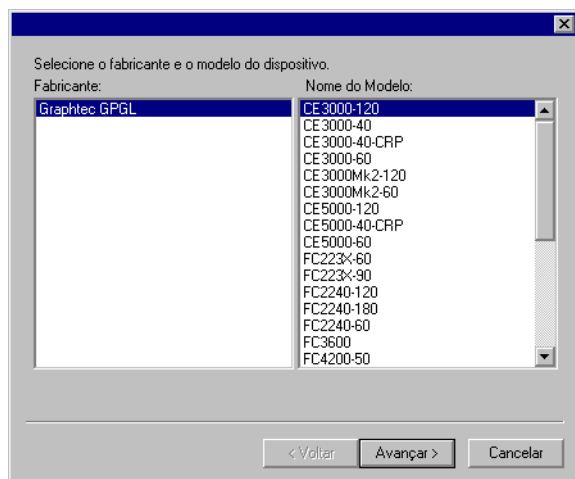 Selecione o fabricante e o modelo do dispositivo.
Fabricante:
Nome do Modelo:
Graphtec GPGL
CE3000-120
CE3000-40
CE3000-40-CRP
CE3000-60
CE3000Mk2-120
CE3000Mk2-60
CE5000-120
CE5000-40-CRP
CE5000-60
FC223X-60
FC223X-90
FC2240-120
FC2240-180
FC2240-60
FC3600
FC4200-50
< Voltar
Avançar >
Cancelar